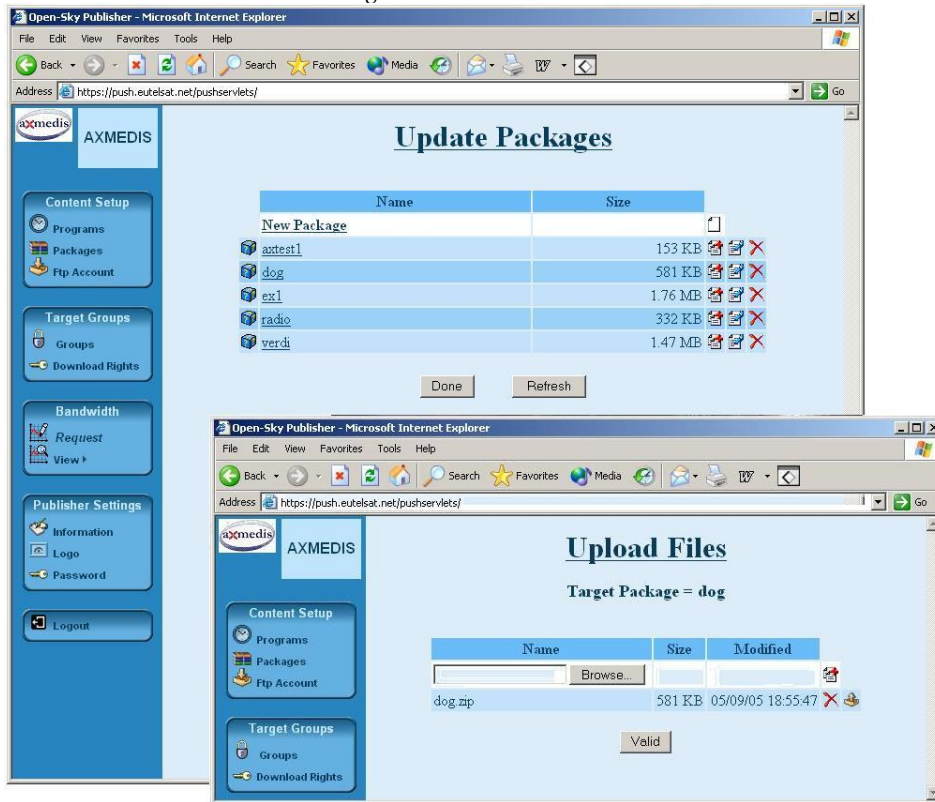 Open-Sky Publisher - Microsoft Internet Explorer
File Edit View Favorites Tools Help
Back Search Favorites Media
Address https://push.eutelsat.net/pushservlets/ Go
axmedis AXMEDIS
Update Packages
Content Setup
Programs
Packages
Ftp Account
Target Groups
Groups
Download Rights
Bandwidth
Request
View
Publisher Settings
Information
Logo
Password
Logout
Name Size
New Package
axtest1 153 KB
dog 581 KB
ex1 1.76 MB
radio 332 KB
verdi 1.47 MB
Done Refresh
Open-Sky Publisher - Microsoft Internet Explorer
File Edit View Favorites Tools Help
Back Search Favorites Media
Address https://push.eutelsat.net/pushservlets/ Go
axmedis AXMEDIS
Upload Files
Target Package = dog
Content Setup
Programs
Packages
Ftp Account
Target Groups
Groups
Download Rights
Name Size Modified
Browse...
dog.zip 581 KB 05/09/05 18:55:47
Valid